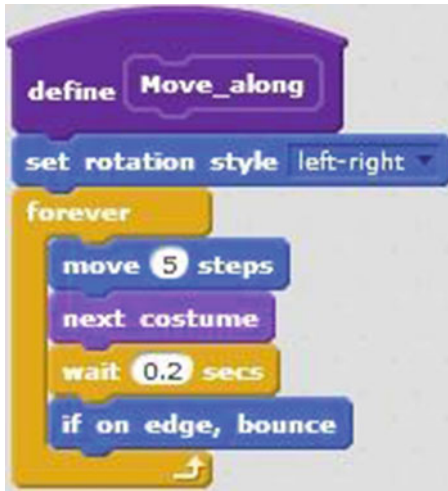 define Move_along
set rotation style left-right
forever
move 5 steps
next costume
wait 0.2 secs
if on edge, bounce